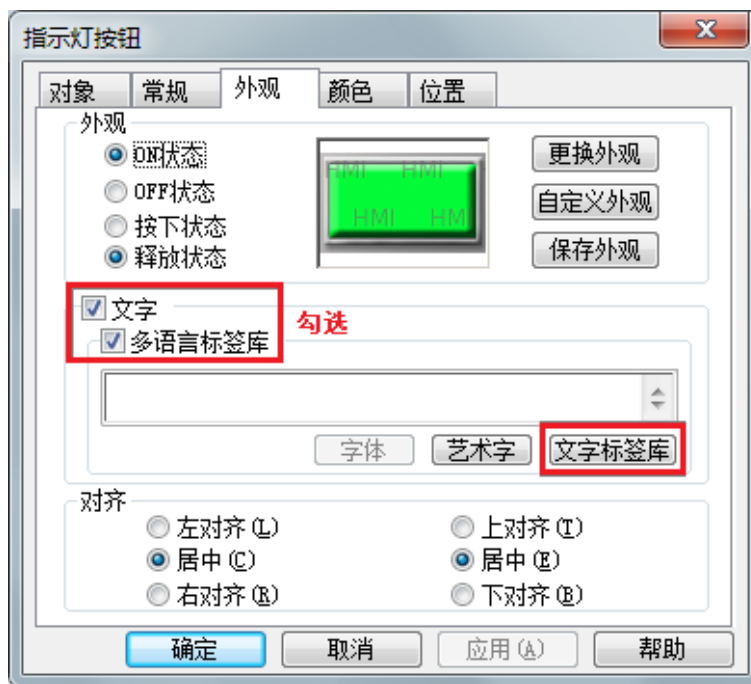 指示灯按钮
对象 常规 外观 颜色 位置
外观
ON状态
OFF状态
按下状态
释放状态
HMI HMI
HMI HMI
更换外观
自定义外观
保存外观
文字
多语言标签库
勾选
字体 艺术字 文字标签库
对齐
左对齐(L) 上对齐(T)
居中(C) 居中(E)
右对齐(R) 下对齐(B)
确定 取消 应用(A) 帮助